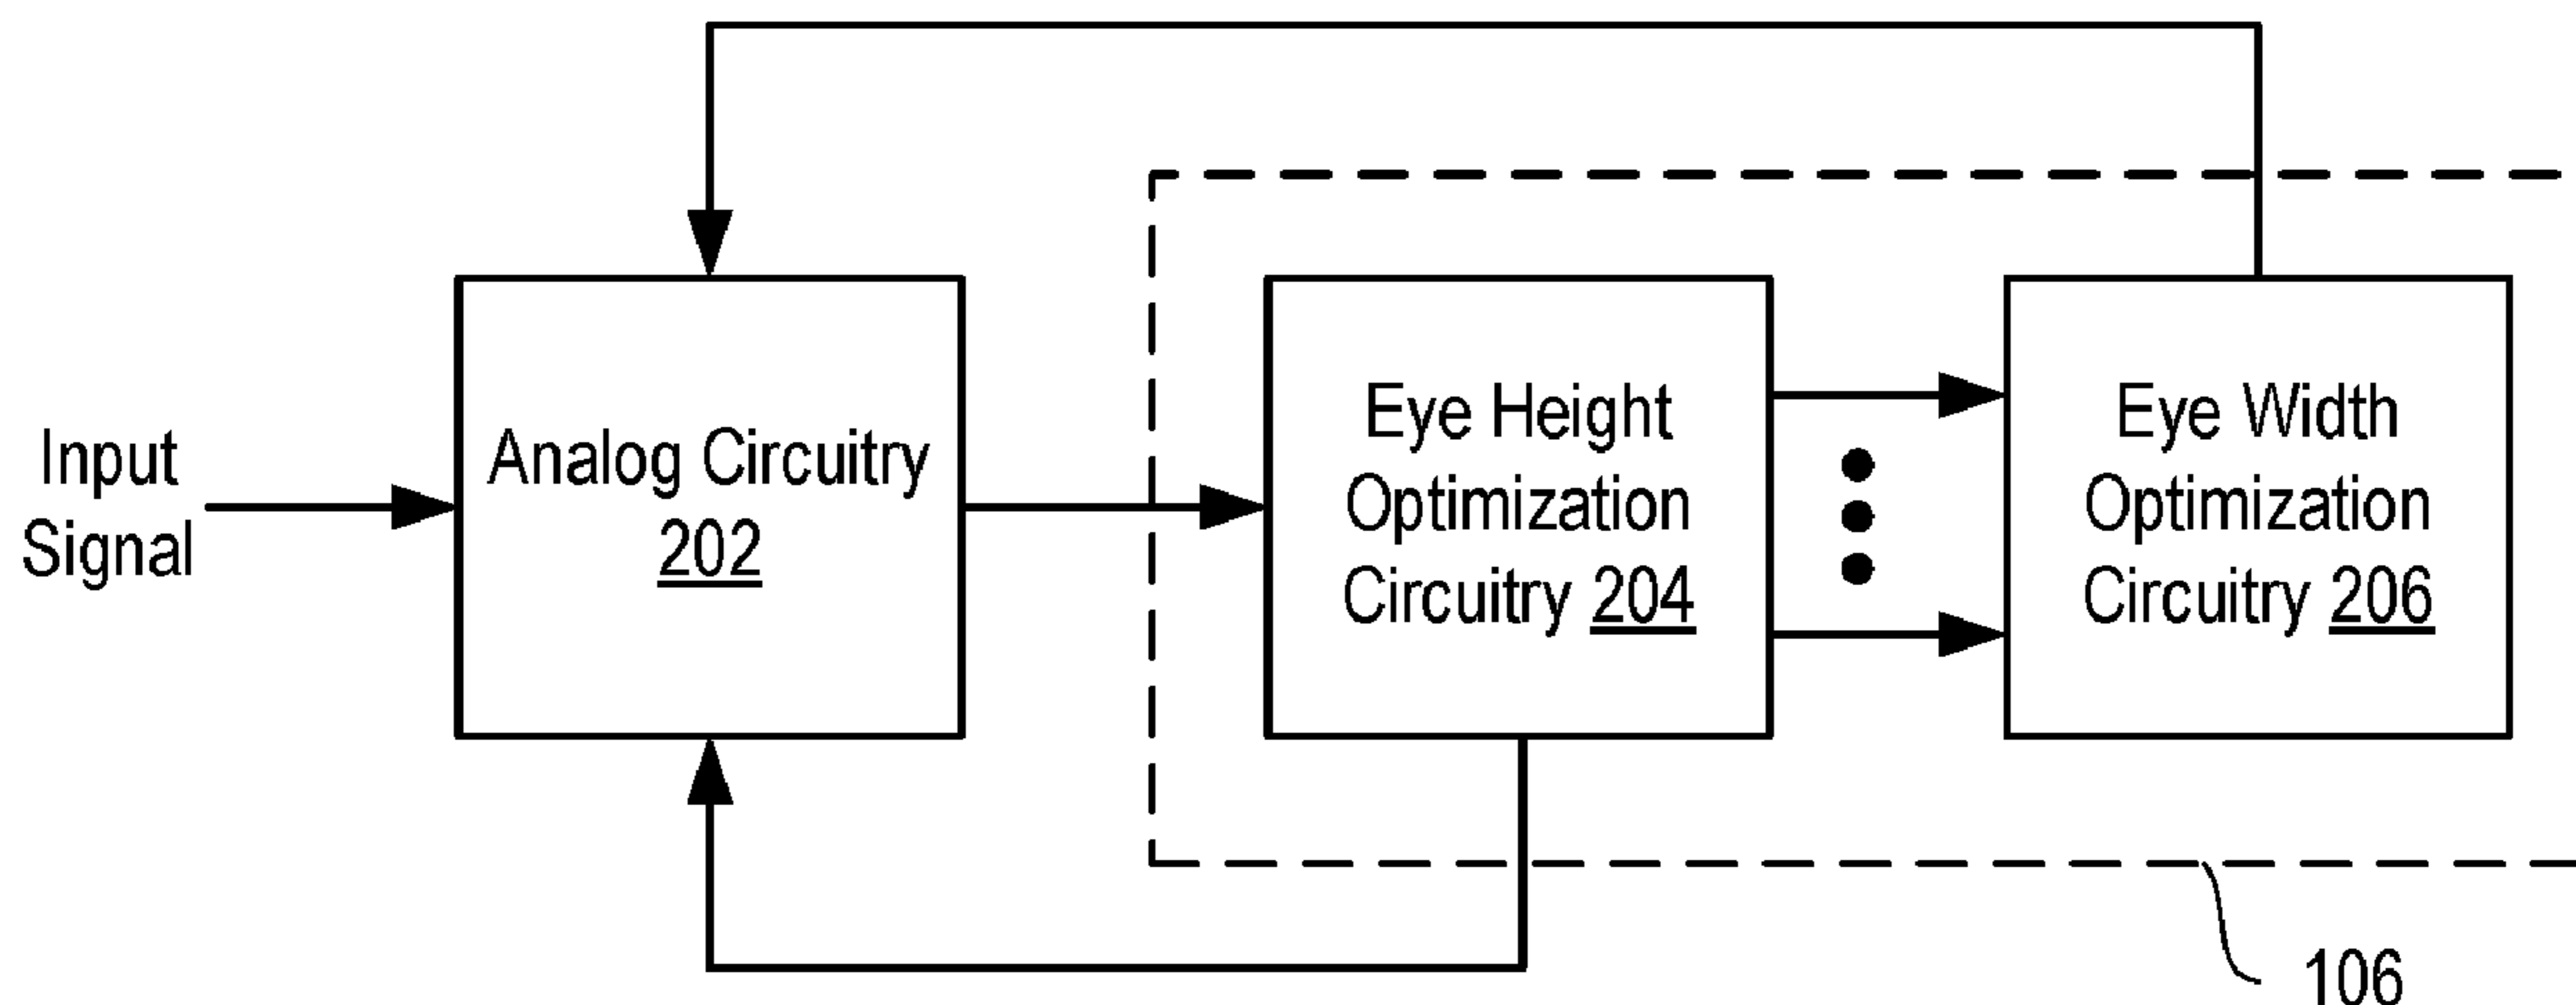 Input
Signal
Analog Circuitry
202
Eye Height
Optimization
Circuitry 204
Eye Width
Optimization
Circuitry 206
106